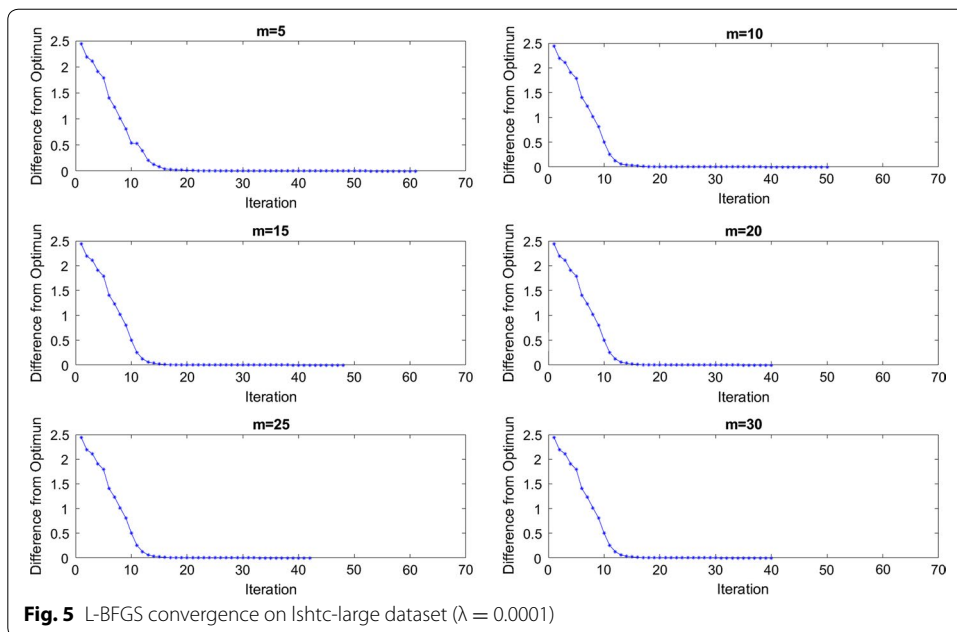 m=5
Difference from Optimun
2.5
2
1.5
1
0.5
0
0 10 20 30 40 50 60 70
Iteration
m=10
Difference from Optimun
2.5
2
1.5
1
0.5
0
0 10 20 30 40 50 60 70
Iteration
m=15
Difference from Optimun
2.5
2
1.5
1
0.5
0
0 10 20 30 40 50 60 70
Iteration
m=20
Difference from Optimun
2.5
2
1.5
1
0.5
0
0 10 20 30 40 50 60 70
Iteration
m=25
Difference from Optimun
2.5
2
1.5
1
0.5
0
0 10 20 30 40 50 60 70
Iteration
m=30
Difference from Optimun
2.5
2
1.5
1
0.5
0
0 10 20 30 40 50 60 70
Iteration
Fig. 5 L-BFGS convergence on lshtc-large dataset (λ = 0.0001)